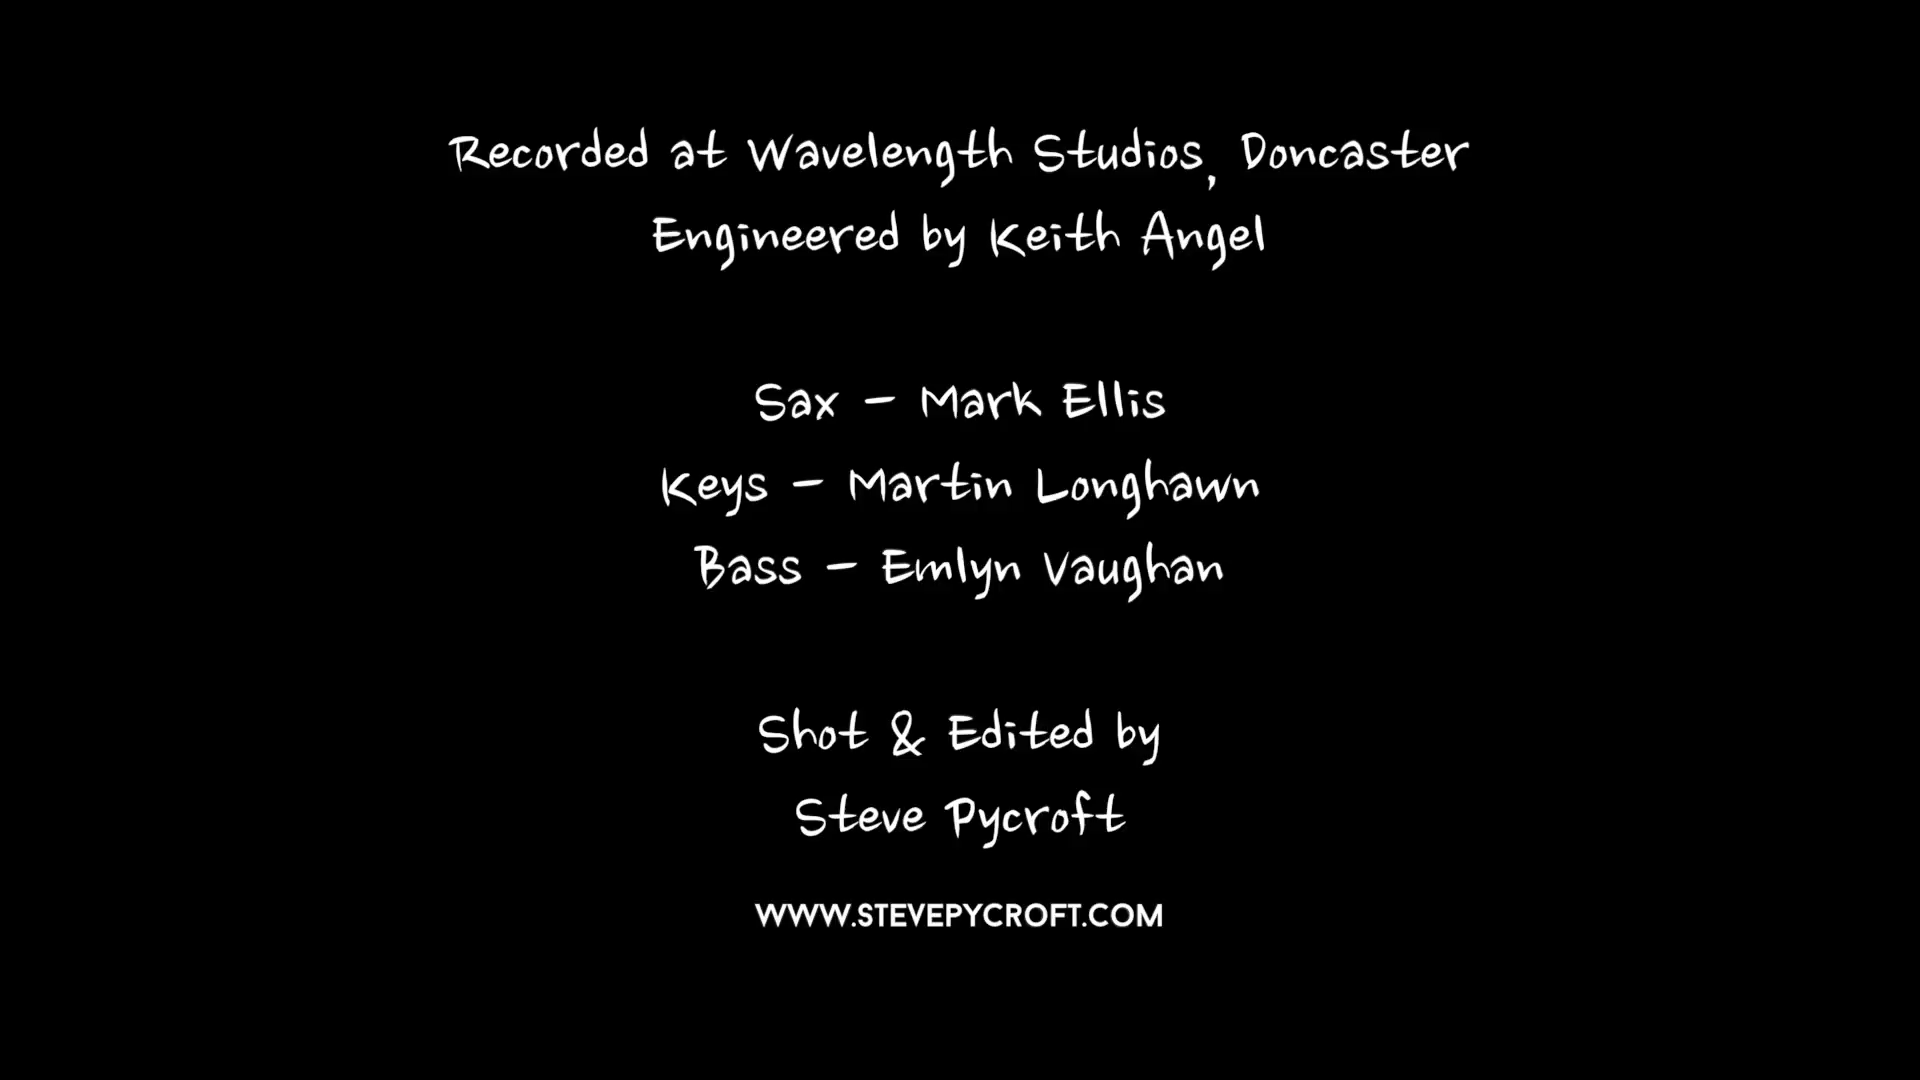 Recorded at Wavelength Studios, Doncaster
Engineered by Keith Angel
Sax – Mark Ellis
Keys – Martin Longhawn
Bass – Emlyn Vaughan
Shot & Edited by
Steve Pycroft
WWW.STEVEPYCROFT.COM